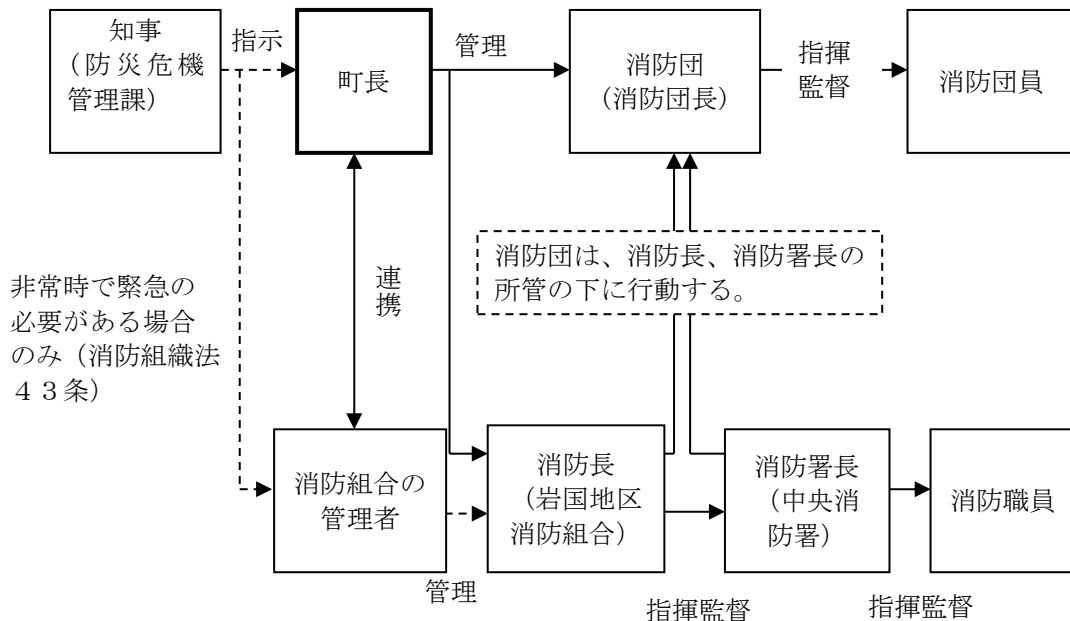 知事
（防災危機
管理課）
指示
町長
管理
消防団
（消防団長）
指揮
監督
消防団員
非常時で緊急の
必要がある場合
のみ（消防組織法
４３条）
連
携
消防団は、消防長、消防署長の
所管の下に行動する。
消防組合の
管理者
管理
消防長
（岩国地区
消防組合）
指揮監督
消防署長
（中央消
防署）
指揮監督
消防職員